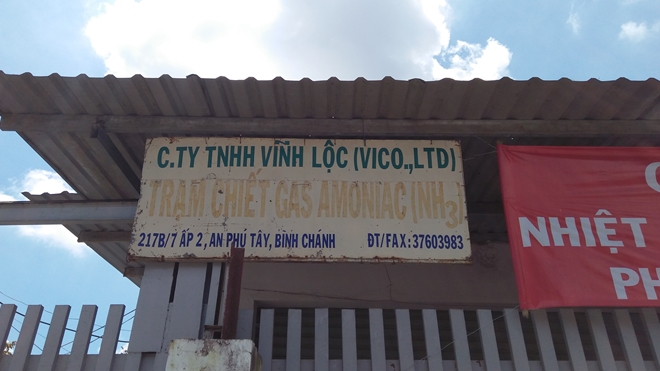 C.TY TNHH VĨNH LỘC (VICO.,LTD)
TRẠM CHIẾT GAS AMONIAC (NH3)
217B/7 ẤP 2, AN PHÚ TÂY, BÌNH CHÁNH ĐT/FAX: 37603983
NHIỆT
PH